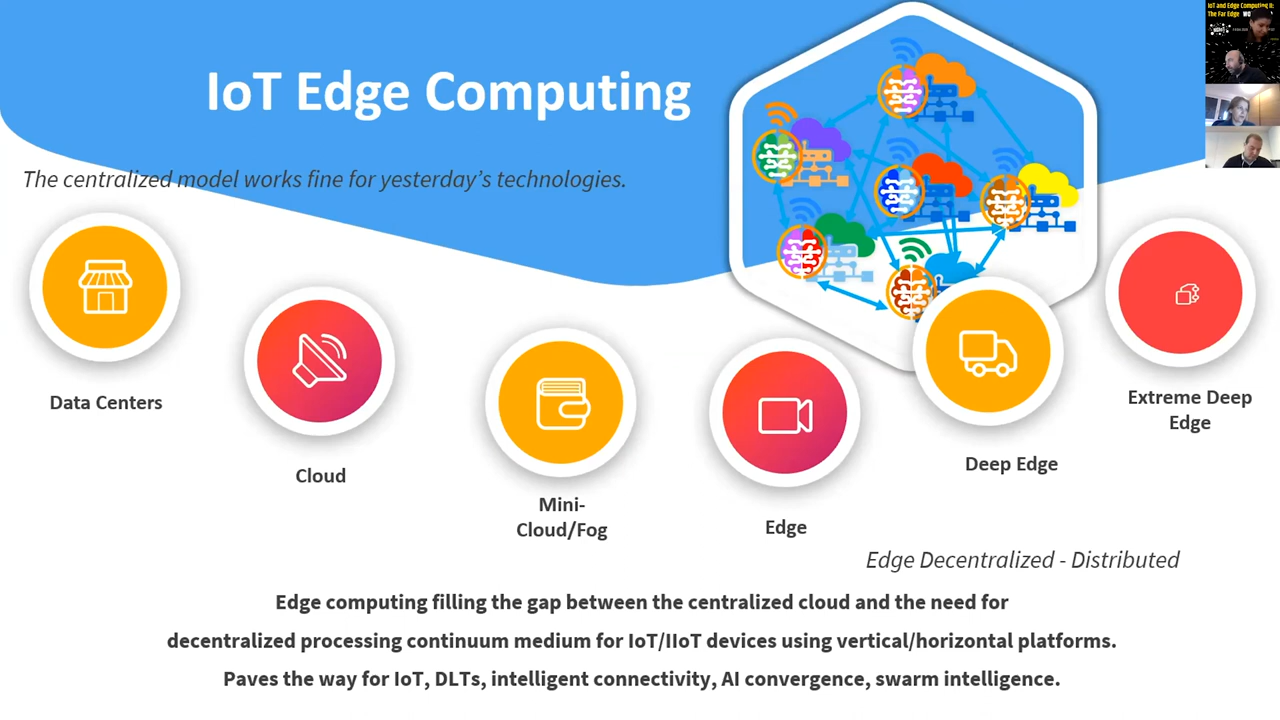 IoT Edge Computing
The centralized model works fine for yesterday's technologies.
IoT and Edge Computing II:
The Far Edge
Data Centers
Cloud
Mini-
Cloud/Fog
Edge
Deep Edge
Extreme Deep
Edge
Edge Decentralized - Distributed
Edge computing filling the gap between the centralized cloud and the need for
decentralized processing continuum medium for IoT/IIoT devices using vertical/horizontal platforms.
Paves the way for IoT, DLTs, intelligent connectivity, AI convergence, swarm intelligence.